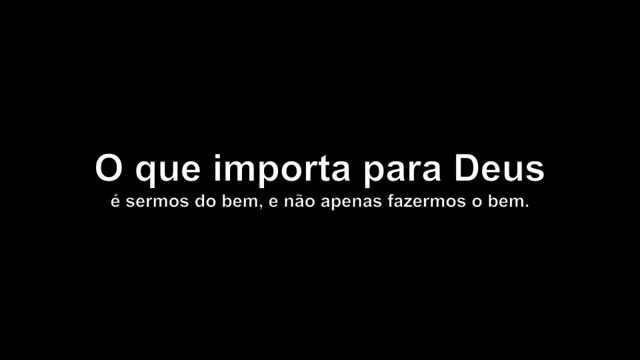 O que importa para Deus
é sermos do bem, e não apenas fazermos o bem.